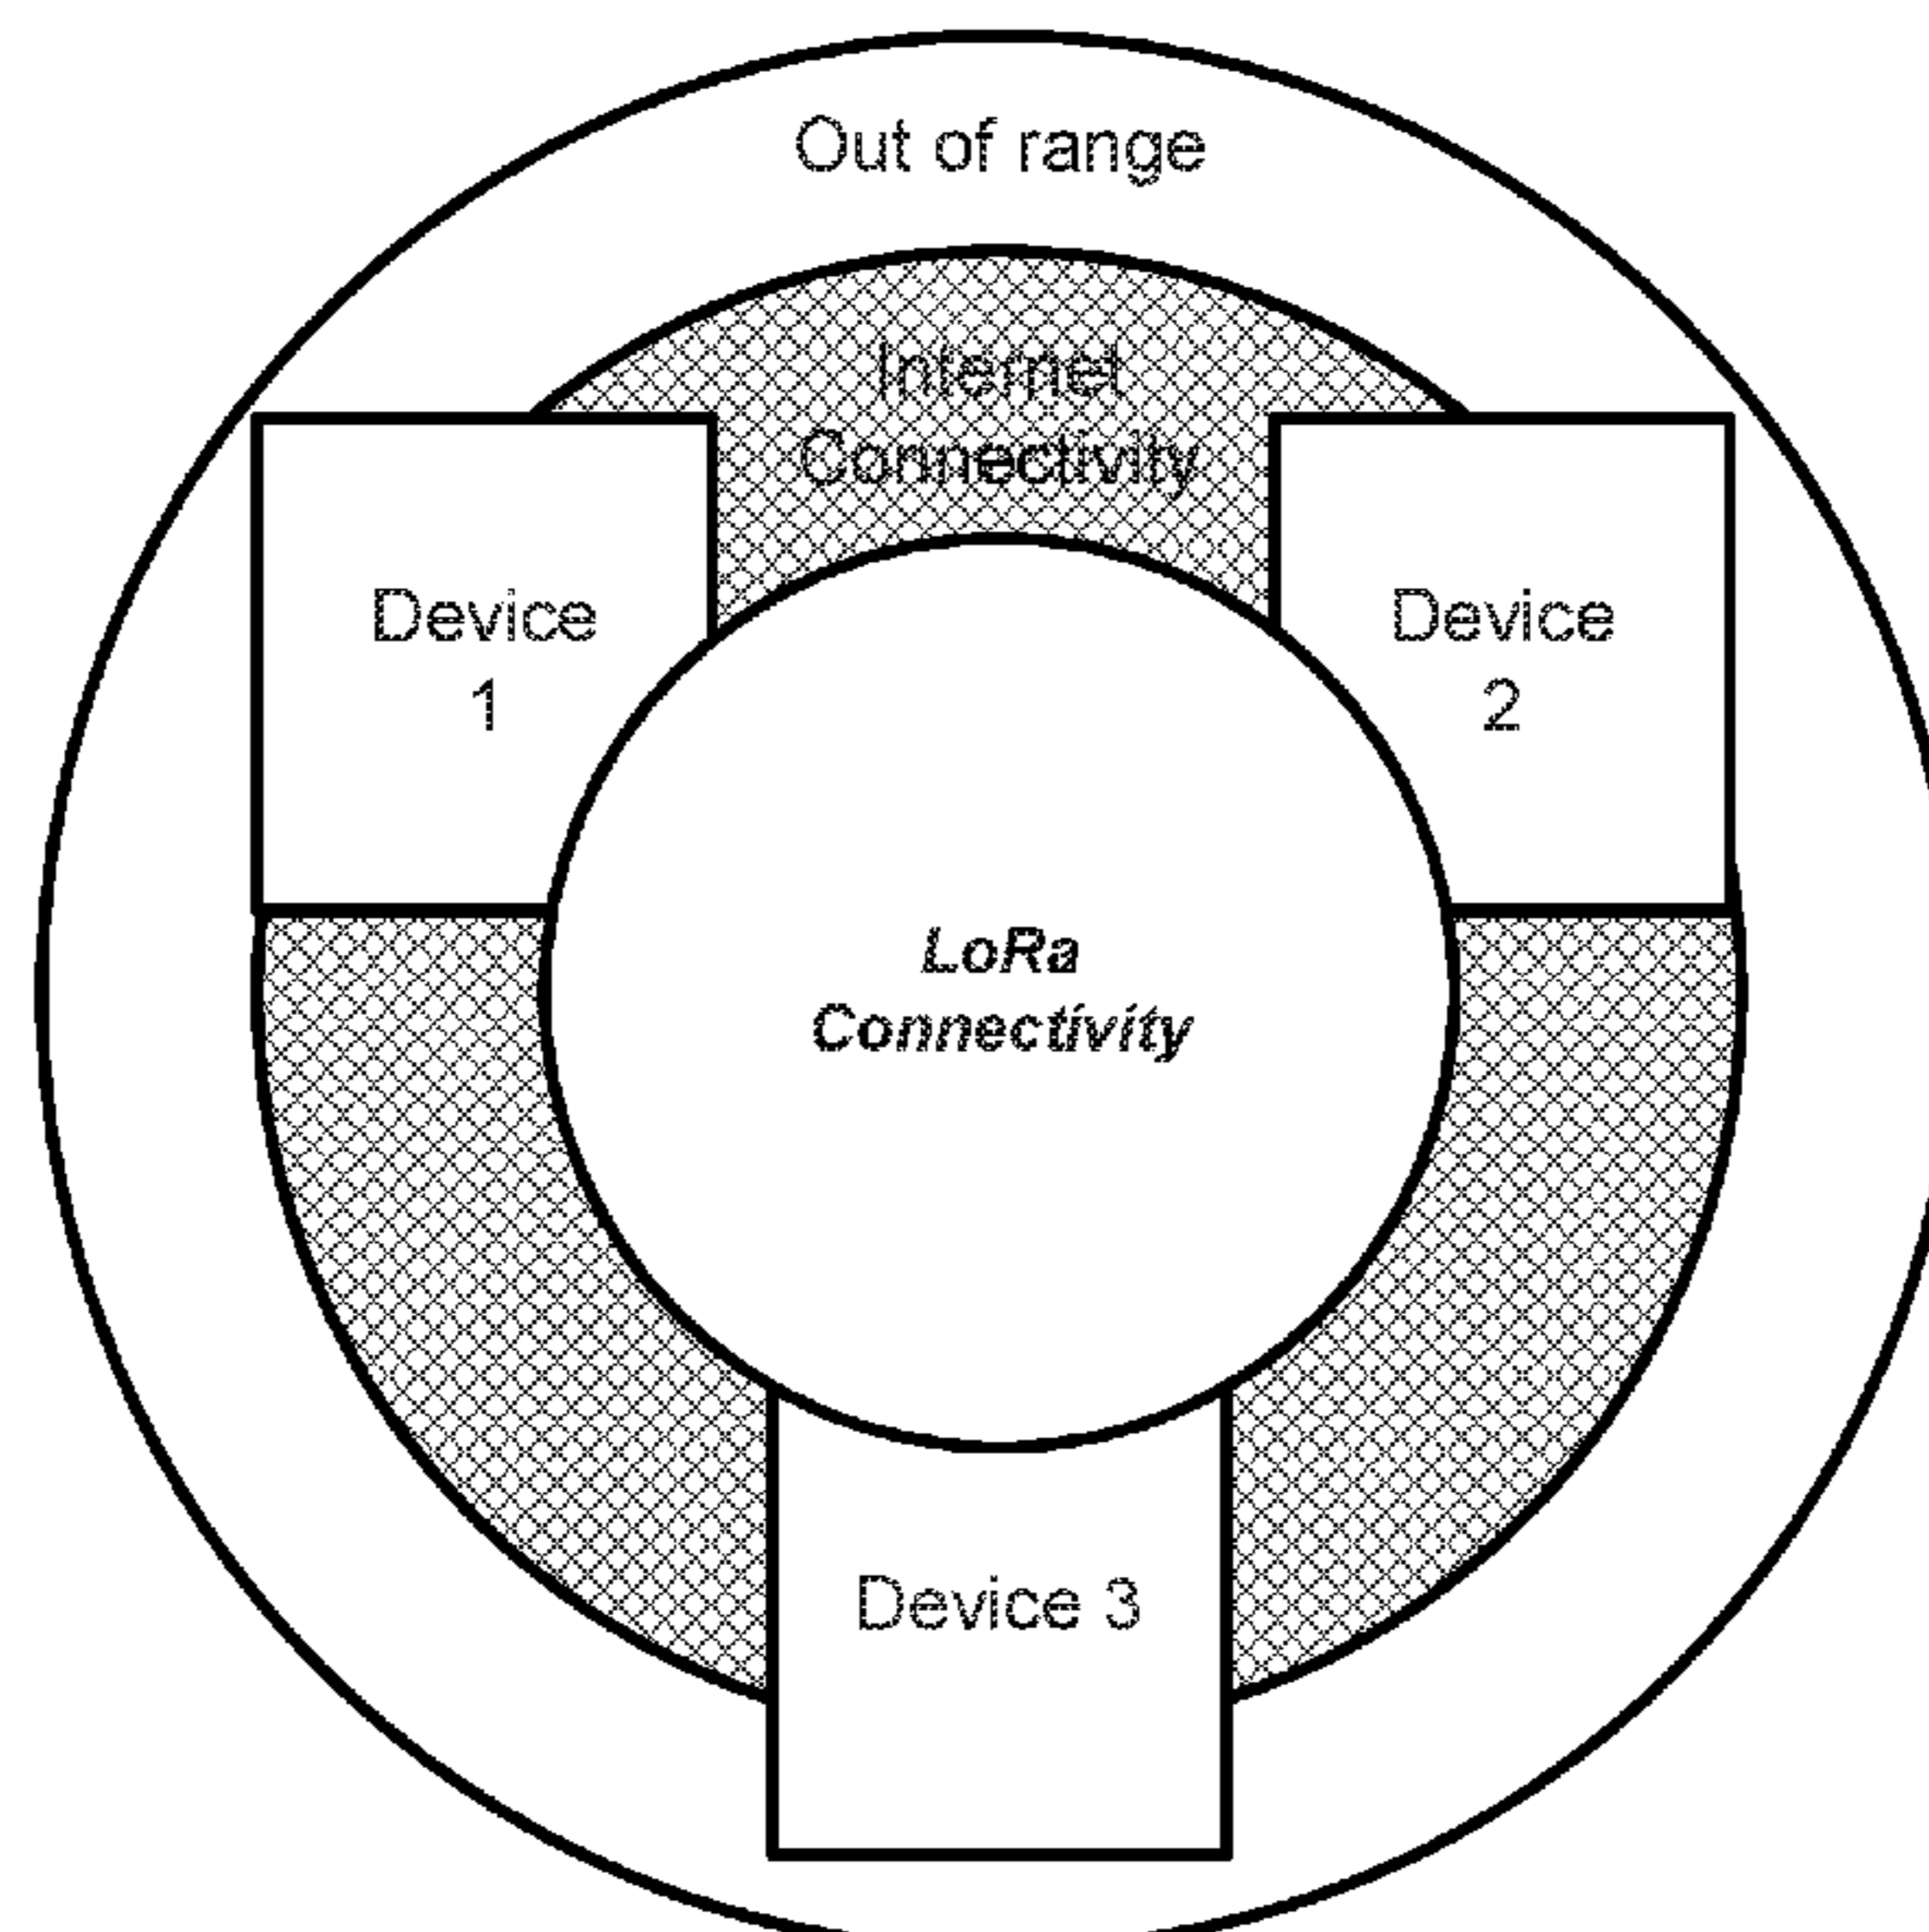 Out of range
Internet
Connectivity
Device
1
Device
2
LoRa
Connectivity
Device 3